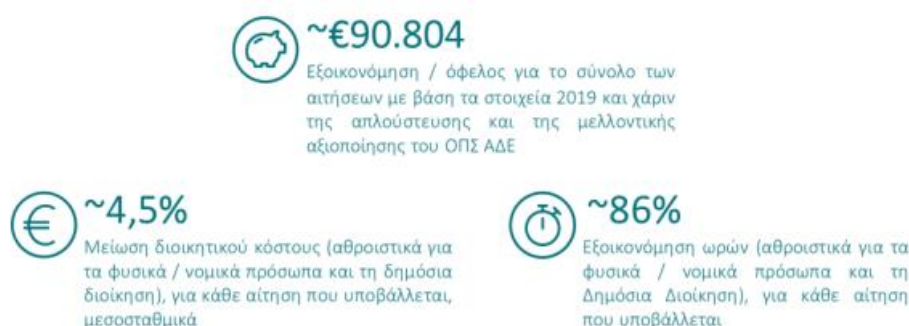 ~€90.804
Εξοικονόμηση / όφελος για το σύνολο των
αιτήσεων με βάση τα στοιχεία 2019 και χάριν
της απλούστευσης και της μελλοντικής
αξιοποίησης του ΟΠΣ ΑΔΕ
~4,5%
Μείωση διοικητικού κόστους (αθροιστικά για
τα φυσικά / νομικά πρόσωπα και τη δημόσια
διοίκηση), για κάθε αίτηση που υποβάλλεται,
μεσοσταθμικά
~86%
Εξοικονόμηση ωρών (αθροιστικά για τα
φυσικά / νομικά πρόσωπα και τη
Δημόσια Διοίκηση), για κάθε αίτηση
που υποβάλλεται